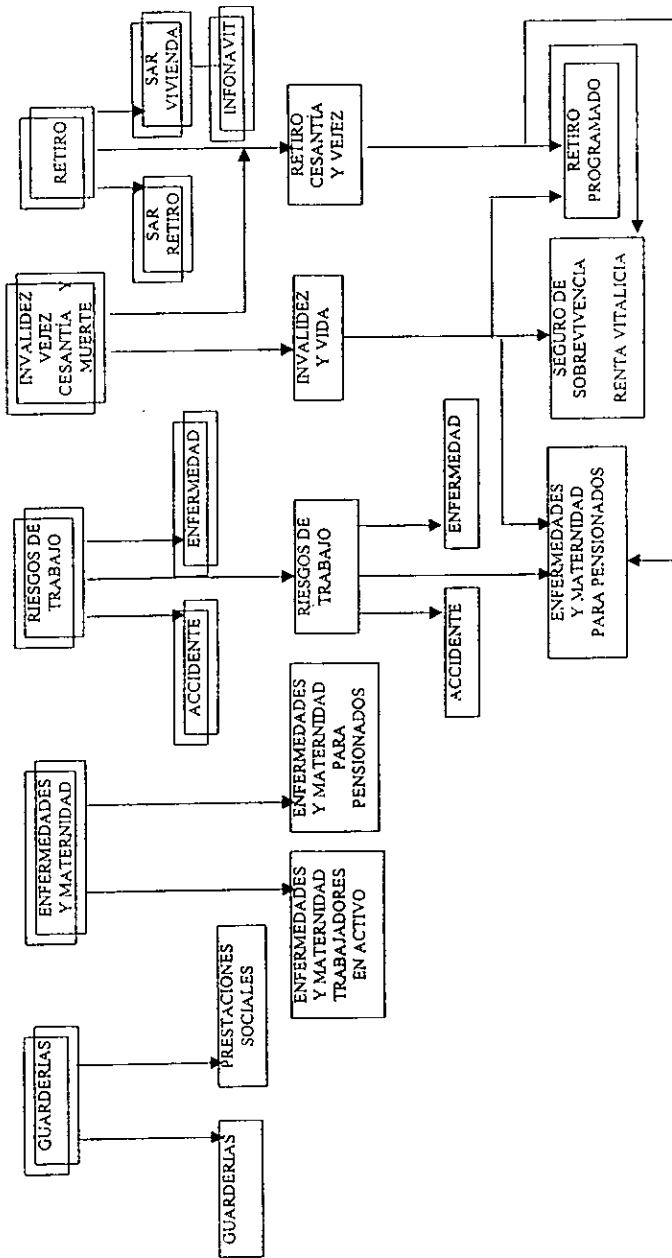 GUARDERIAS
ENFERMEDADES
Y MATERNIDAD
RIESGOS DE
TRABAJO
INVALIDEZ
VEJEZ
CESANTÍA Y
MUERTE
RETIRO
GUARDERIAS
PRESTACIONES
SOCIALES
ACCIDENTE
ENFERMEDAD
SAR
RETIRO
SAR
VIVIENDA
INFONAVIT
ENFERMEDADES
Y MATERNIDAD
TRABAJADORES
EN ACTIVO
ENFERMEDADES
Y MATERNIDAD
PARA
PENSIONADOS
RIESGOS DE
TRABAJO
INVALIDEZ
Y VIDA
RETIRO
CESANTÍA
Y VEJEZ
ACCIDENTE
ENFERMEDAD
ENFERMEDADES
Y MATERNIDAD
PARA PENSIONADOS
SEGURO DE
SOBREVIVENCIA
RENTA VITALICIA
RETIRO
PROGRAMADO